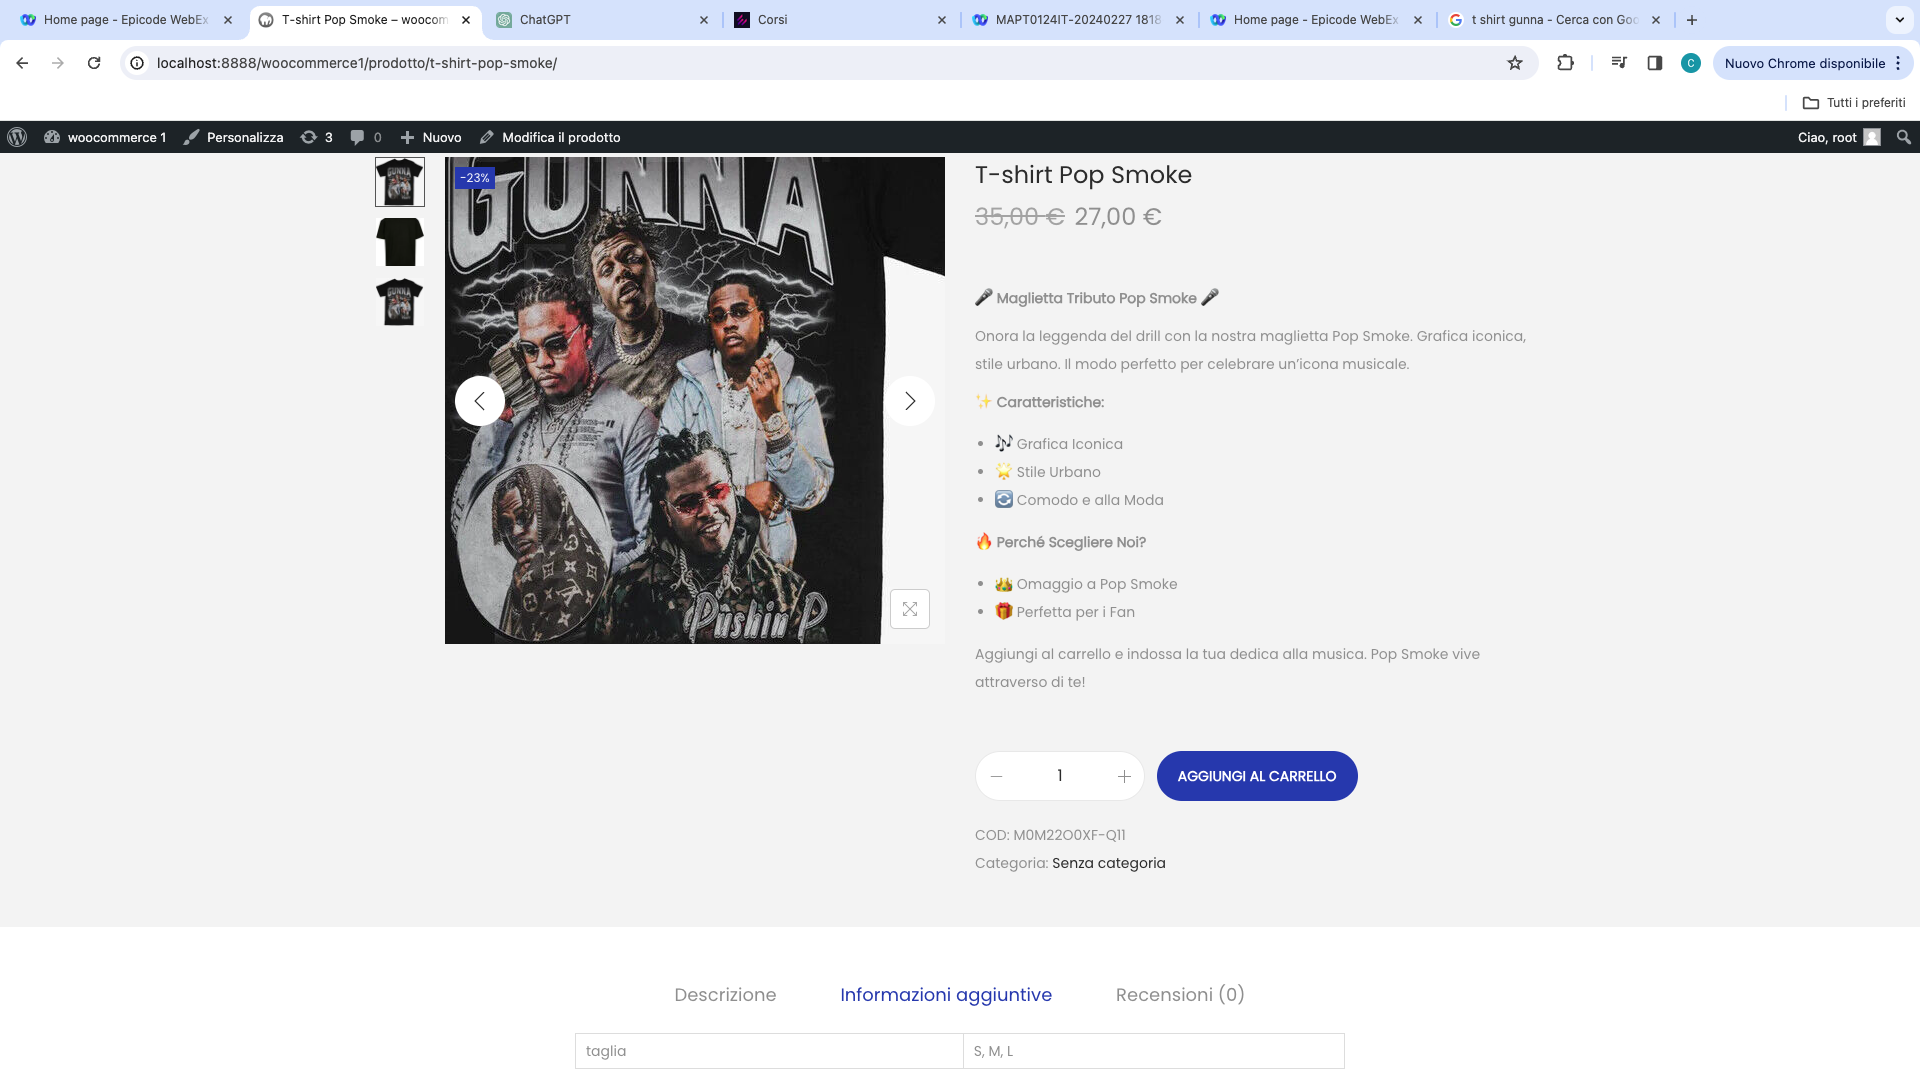 Home page - Epicode WebEx
T-shirt Pop Smoke – woocom
ChatGPT
Corsi
MAPT0124IT-20240227 1818
Home page - Epicode WebEx
t shirt gunna - Cerca con Goo
localhost:8888/woocommerce1/prodotto/t-shirt-pop-smoke/
C
Nuovo Chrome disponibile
Tutti i preferiti
woocommerce 1
Personalizza
3
0
Nuovo
Modifica il prodotto
Ciao, root
-23%
GUNNA
Pushin P
T-shirt Pop Smoke
35,00 € 27,00 €
🎤 Maglietta Tributo Pop Smoke 🎤
Onora la leggenda del drill con la nostra maglietta Pop Smoke. Grafica iconica,
stile urbano. Il modo perfetto per celebrare un’icona musicale.
✨ Caratteristiche:
• 🎶 Grafica Iconica
• 🌟 Stile Urbano
• 🔄 Comodo e alla Moda
🔥 Perché Scegliere Noi?
• 👑 Omaggio a Pop Smoke
• 🎁 Perfetta per i Fan
Aggiungi al carrello e indossa la tua dedica alla musica. Pop Smoke vive
attraverso di te!
1
AGGIUNGI AL CARRELLO
COD: M0M22O0XF-Q11
Categoria: Senza categoria
Descrizione
Informazioni aggiuntive
Recensioni (0)
taglia
S, M, L